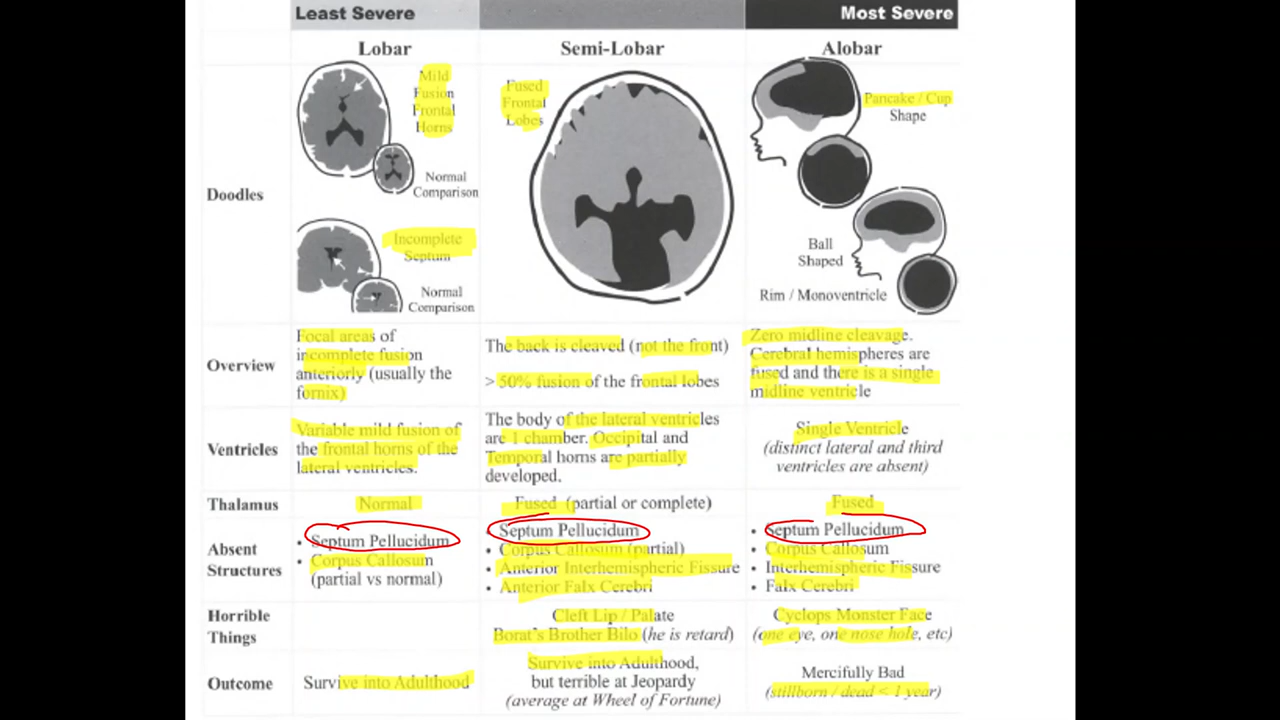 Least Severe
Most Severe
Lobar
Semi-Lobar
Alobar
Doodles
Mild
Fusion
Frontal
Horns
Normal
Comparison
Incomplete
Septum
Normal
Comparison
Fused
Frontal
Lobes
Pancake / Cup
Shape
Ball
Shaped
Rim / Monoventricle
Overview
Focal areas of
incomplete fusion
anteriorly (usually the
fornix)
The back is cleaved (not the front)
> 50% fusion of the frontal lobes
Zero midline cleavage.
Cerebral hemispheres are
fused and there is a single
midline ventricle
Ventricles
Variable mild fusion of
the frontal horns of the
lateral ventricles.
The body of the lateral ventricles
are 1 chamber. Occipital and
Temporal horns are partially
developed.
Single Ventricle
(distinct lateral and third
ventricles are absent)
Thalamus
Normal
Fused (partial or complete)
Fused
Absent
Structures
• Septum Pellucidum
• Corpus Callosum
(partial vs normal)
• Septum Pellucidum
• Corpus Callosum (partial)
• Anterior Interhemispheric Fissure
• Anterior Falx Cerebri
• Septum Pellucidum
• Corpus Callosum
• Interhemispheric Fissure
• Falx Cerebri
Horrible
Things
Cleft Lip / Palate
Borat's Brother Bilo (he is retard)
Cyclops Monster Face
(one eye, one nose hole, etc)
Outcome
Survive into Adulthood
Survive into Adulthood,
but terrible at Jeopardy
(average at Wheel of Fortune)
Mercifully Bad
(stillborn / dead < 1 year)